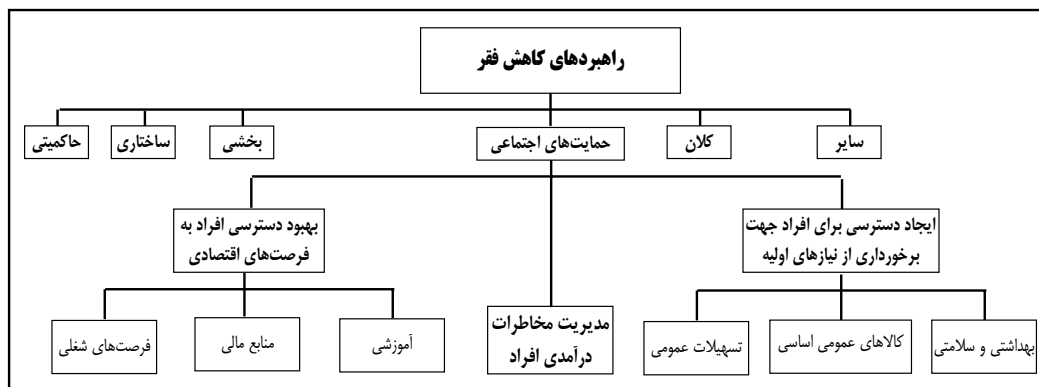 راهبردهای کاهش فقر
سایر
کلان
حمایت‌های اجتماعی
بخشی
ساختاری
حاکمیتی
ایجاد دسترسی برای افراد جهت
برخورداری از نیازهای اولیه
بهبود دسترسی افراد به
فرصت‌های اقتصادی
بهداشتی و سلامتی
کالاهای عمومی اساسی
تسهیلات عمومی
مدیریت مخاطرات
درآمدی افراد
آموزشی
منابع مالی
فرصت‌های شغلی